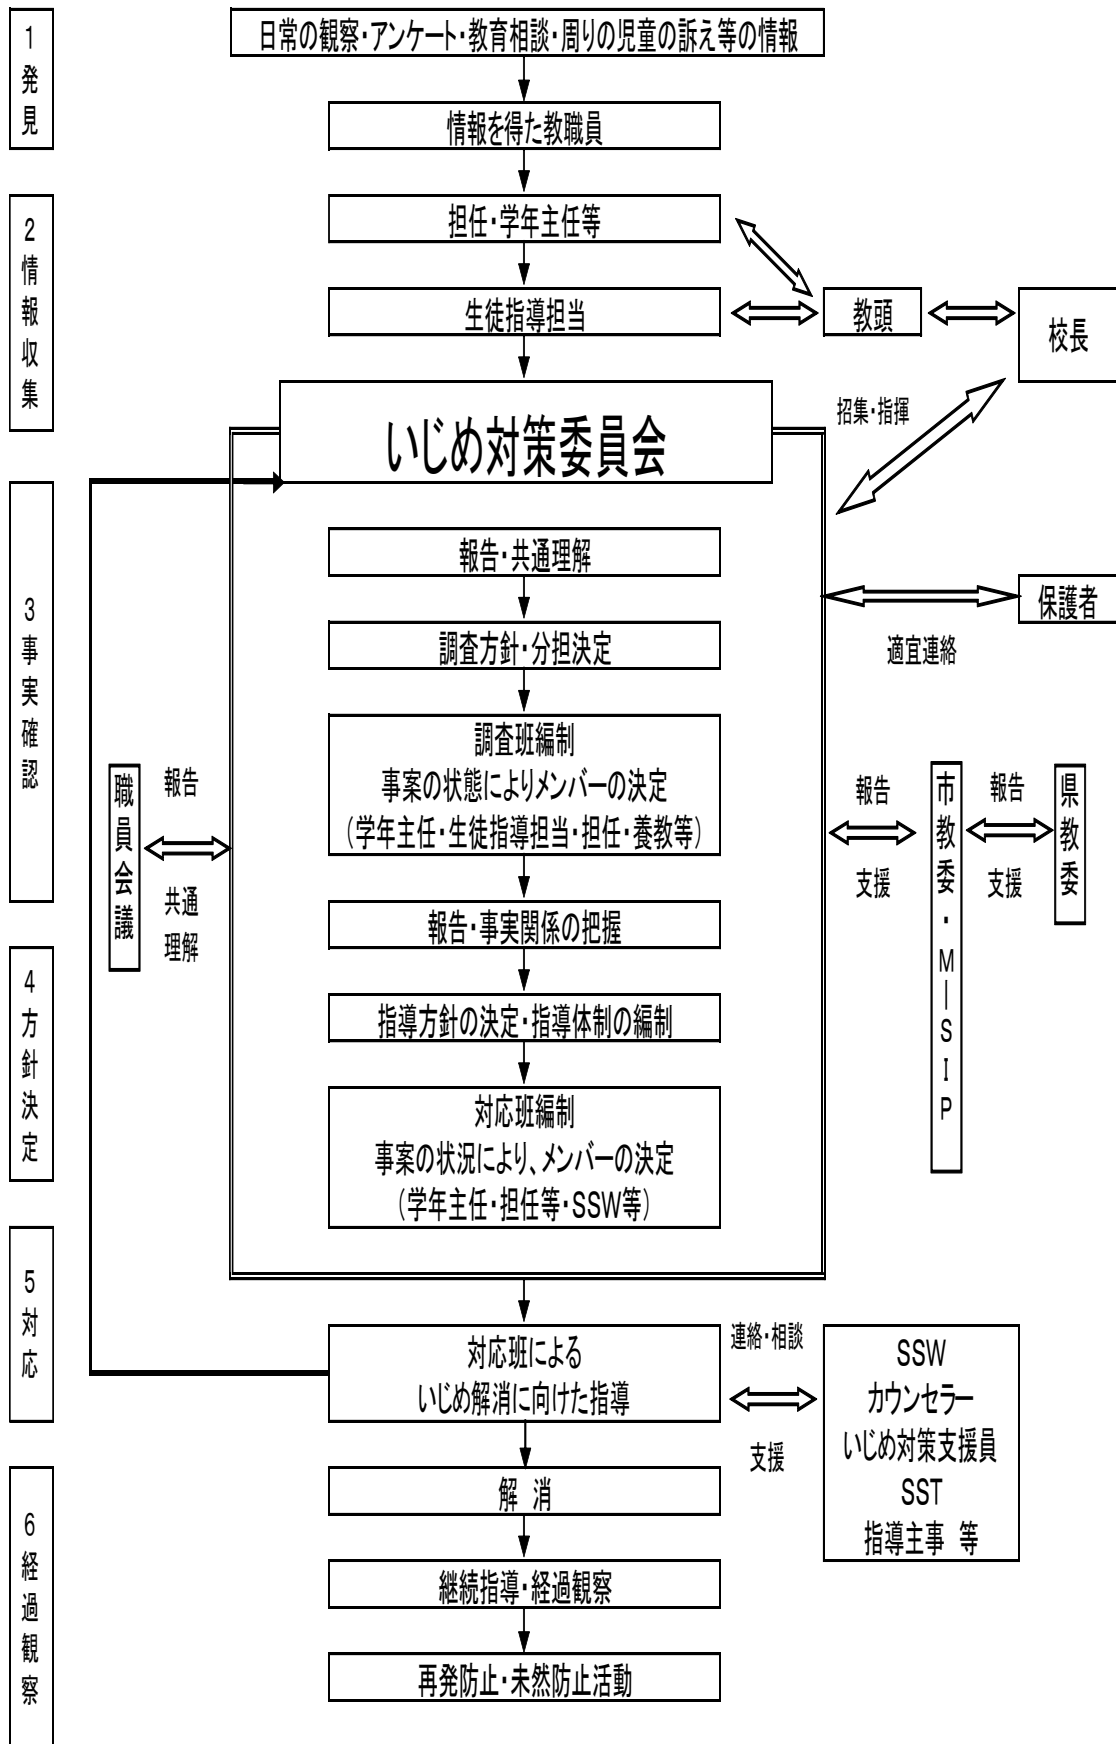 1
発
見
日常の観察・アンケート・教育相談・周りの児童の訴え等の情報
情報を得た教職員
2
情
報
収
集
担任・学年主任等
生徒指導担当
教頭
校長
招集・指揮
いじめ対策委員会
3
事
実
確
認
報告・共通理解
保護者
適宜連絡
調査方針・分担決定
調査班編制
事案の状態によりメンバーの決定
(学年主任・生徒指導担当・担任・養教等)
職
員
会
議
報告
共通
理解
報告
支援
市
教
委
・
M
|
S
I
P
報告
支援
県
教
委
報告・事実関係の把握
4
方
針
決
定
指導方針の決定・指導体制の編制
対応班編制
事案の状況により、メンバーの決定
(学年主任・担任等・SSW等)
5
対
応
対応班による
いじめ解消に向けた指導
連絡・相談
支援
SSW
カウンセラー
いじめ対策支援員
SST
指導主事 等
6
経
過
観
察
解 消
継続指導・経過観察
再発防止・未然防止活動